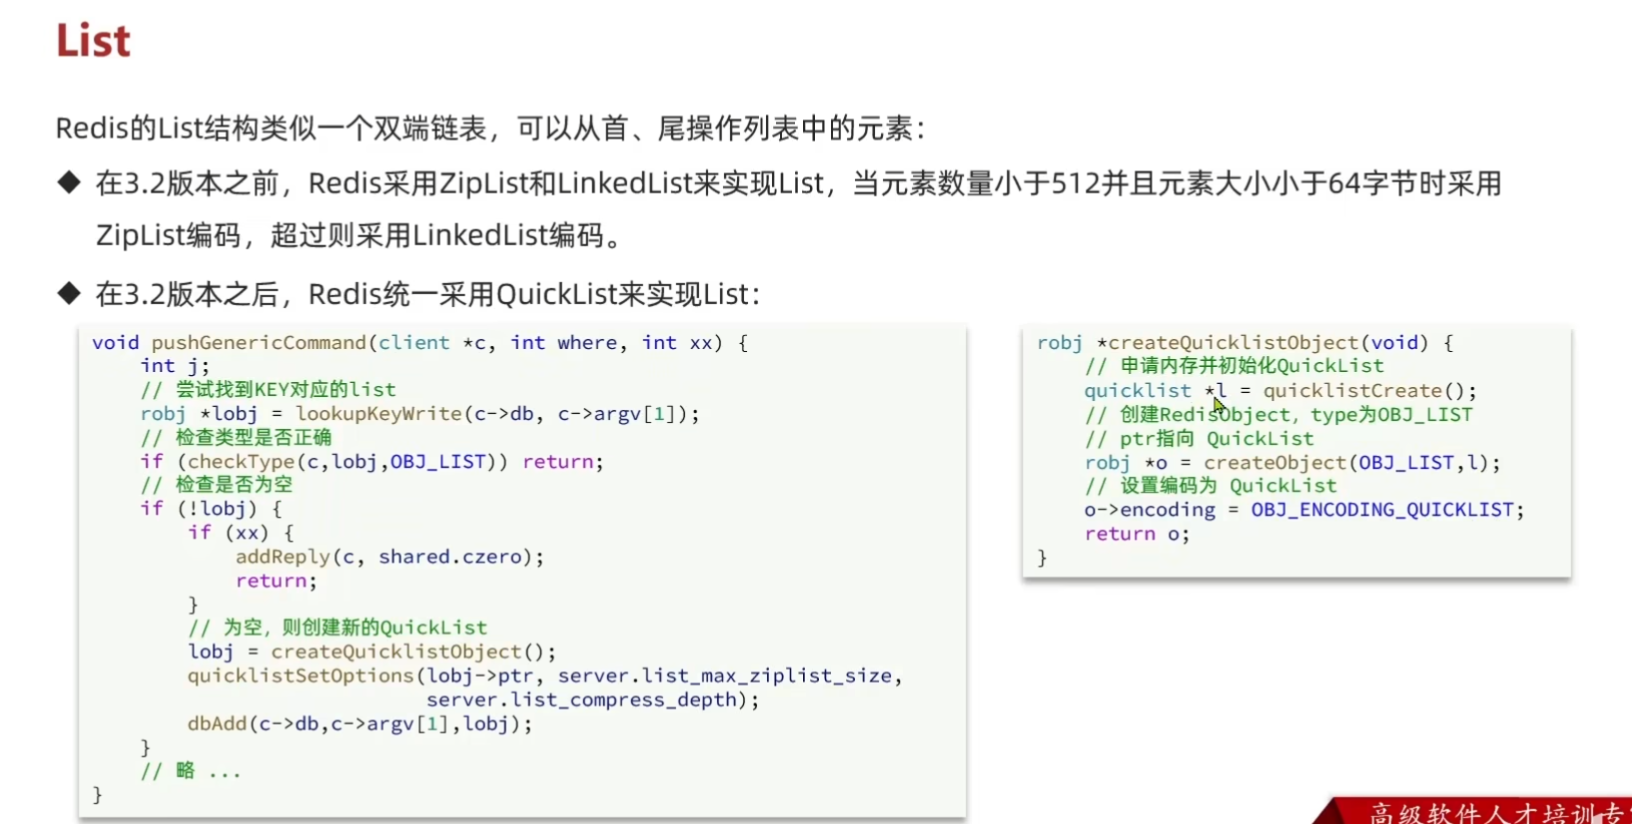 List
Redis的List结构类似一个双端链表，可以从首、尾操作列表中的元素：
◆ 在3.2版本之前，Redis采用ZipList和LinkedList来实现List，当元素数量小于512并且元素大小小于64字节时采用
ZipList编码，超过则采用LinkedList编码。
◆ 在3.2版本之后，Redis统一采用QuickList来实现List：
void pushGenericCommand(client *c, int where, int xx) {
    int j;
    // 尝试找到KEY对应的list
    robj *lobj = lookupKeyWrite(c->db, c->argv[1]);
    // 检查类型是否正确
    if (checkType(c,lobj,OBJ_LIST)) return;
    // 检查是否为空
    if (!lobj) {
        if (xx) {
            addReply(c, shared.czero);
            return;
        }
        // 为空，则创建新的QuickList
        lobj = createQuicklistObject();
        quicklistSetOptions(lobj->ptr, server.list_max_ziplist_size,
                            server.list_compress_depth);
        dbAdd(c->db,c->argv[1],lobj);
    }
    // 略 ...
}
robj *createQuicklistObject(void) {
    // 申请内存并初始化QuickList
    quicklist *l = quicklistCreate();
    // 创建RedisObject，type为OBJ_LIST
    // ptr指向 QuickList
    robj *o = createObject(OBJ_LIST,l);
    // 设置编码为 QuickList
    o->encoding = OBJ_ENCODING_QUICKLIST;
    return o;
}
高级软件人才培训专